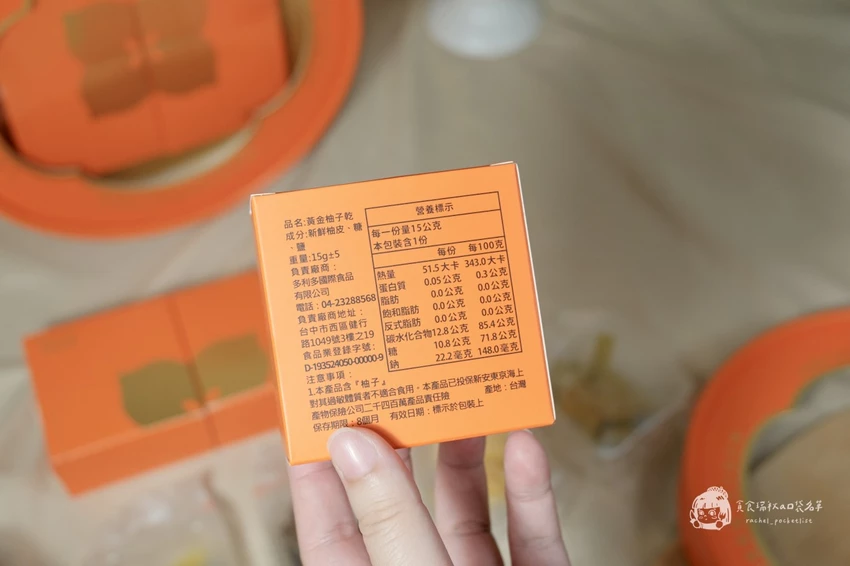 品名:黃金柚子乾
成分:新鮮柚皮、糖
、鹽
重量:15g±5
負責廠商：
多利多國際食品
有限公司
電話：04-23288568
負責廠商地址：
台中市西區健行
路1049號3樓之19
食品業登錄字號：
D-193524050-00000-9
注意事項：
1.本產品含『柚子』
對其過敏體質者不適合食用，本產品已投保新安東京海上
產物保險公司二千四百萬產品責任險 產地：台灣
保存期限：8個月 有效日期：標示於包裝上
營養標示
每一份量15公克
本包裝含1份
每份 每100克
熱量 51.5大卡 343.0大卡
蛋白質 0.05公克 0.3公克
脂肪 0.0公克 0.0公克
飽和脂肪 0.0公克 0.0公克
反式脂肪 0.0公克 0.0公克
碳水化合物 12.8公克 85.4公克
糖 10.8公克 71.8公克
鈉 22.2毫克 148.0毫克
rachel_pocketlist